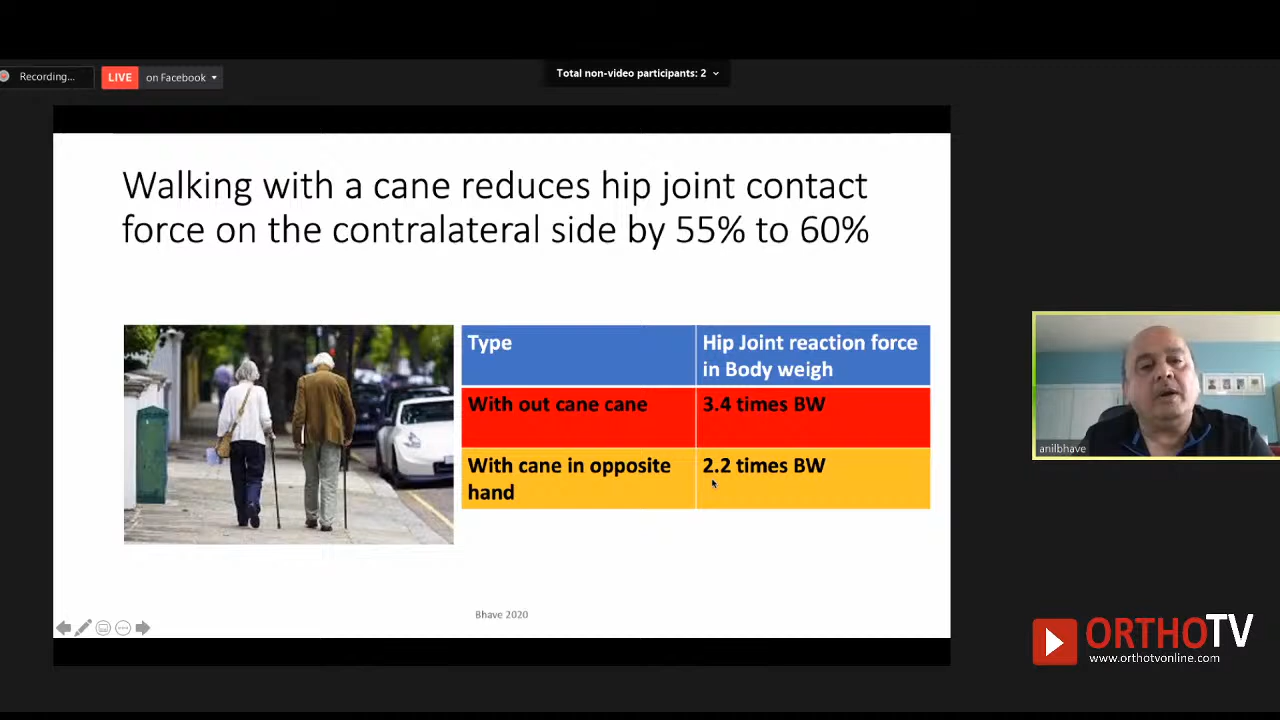 Recording...
LIVE
on Facebook
Total non-video participants: 2
Walking with a cane reduces hip joint contact
force on the contralateral side by 55% to 60%
Type
Hip Joint reaction force
in Body weigh
With out cane cane
3.4 times BW
With cane in opposite
hand
2.2 times BW
Bhave 2020
anilbhave
ORTHOTV
www.orthotvonline.com